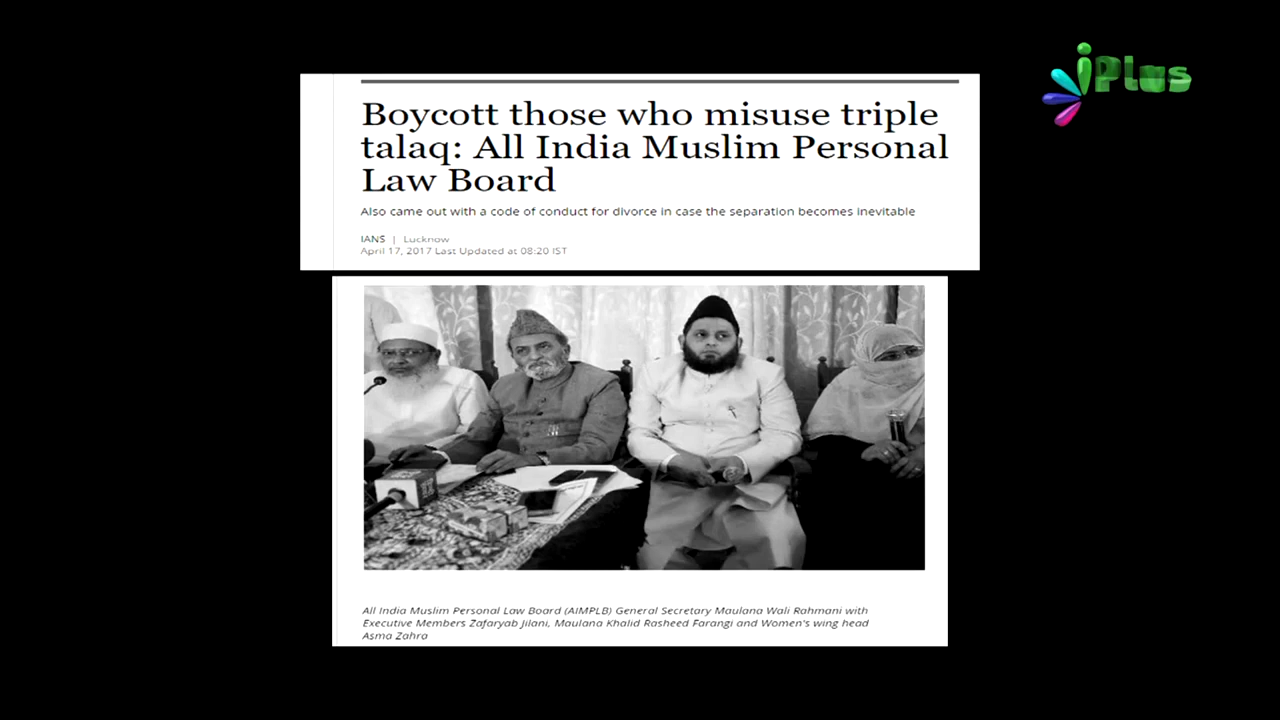 iPlus
Boycott those who misuse triple
talaq: All India Muslim Personal
Law Board
Also came out with a code of conduct for divorce in case the separation becomes inevitable
IANS | Lucknow
April 17, 2017 Last Updated at 08:20 IST
All India Muslim Personal Law Board (AIMPLB) General Secretary Maulana Wali Rahmani with
Executive Members Zafaryab Jilani, Maulana Khalid Rasheed Farangi and Women's wing head
Asma Zahra